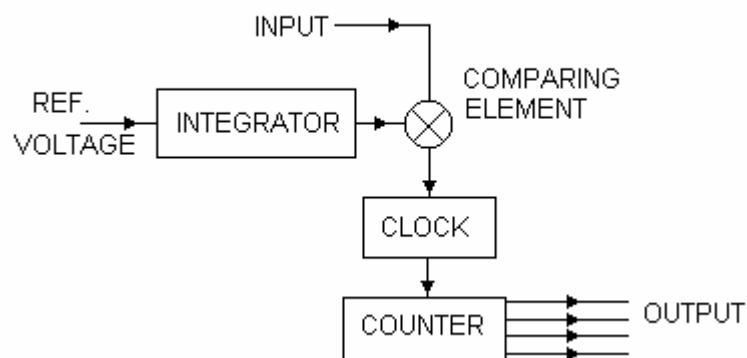 INPUT
COMPARING
ELEMENT
REF.
VOLTAGE
INTEGRATOR
CLOCK
COUNTER
OUTPUT